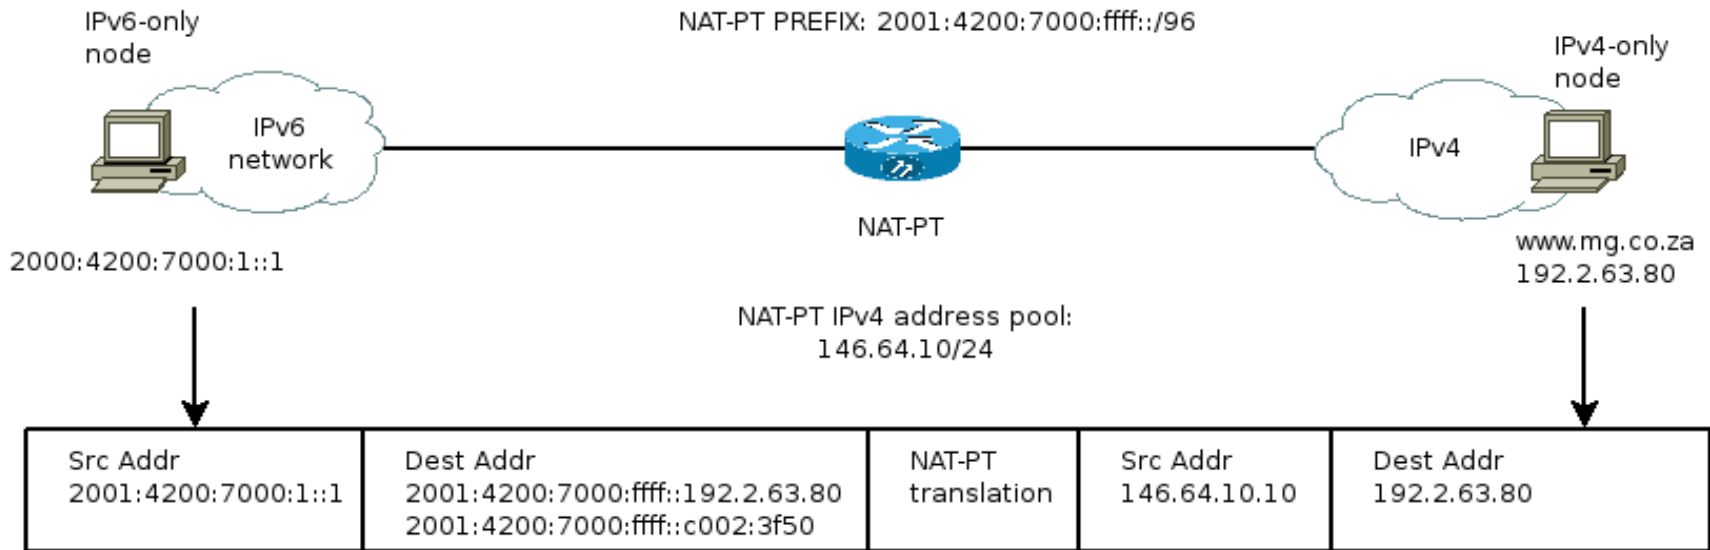 IPv6-only
node
NAT-PT PREFIX: 2001:4200:7000:ffff::/96
IPv4-only
node
IPv6
network
IPv4
NAT-PT
2000:4200:7000:1::1
www.mg.co.za
192.2.63.80
NAT-PT IPv4 address pool:
146.64.10/24
Src Addr
2001:4200:7000:1::1
Dest Addr
2001:4200:7000:ffff::192.2.63.80
2001:4200:7000:ffff::c002:3f50
NAT-PT
translation
Src Addr
146.64.10.10
Dest Addr
192.2.63.80